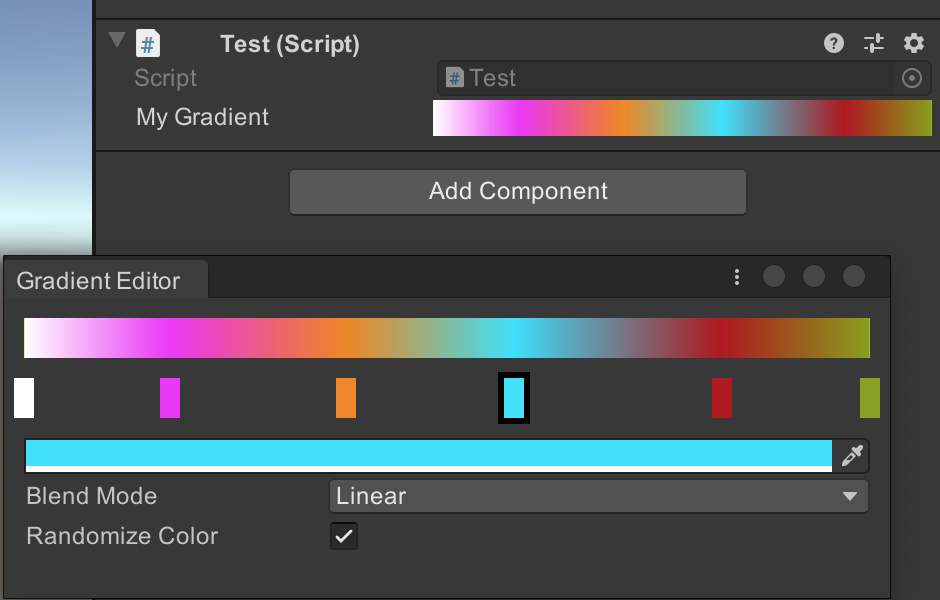 # Test (Script) ?
Script # Test
My Gradient
Add Component
Gradient Editor
Blend Mode Linear
Randomize Color